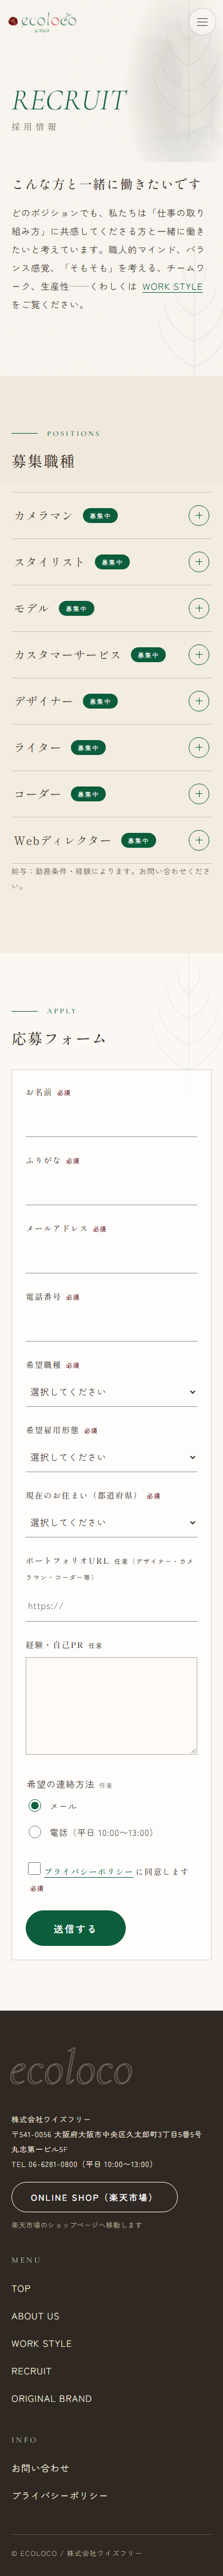 ecoloco
RECRUIT
採用情報
こんな方と一緒に働きたいです
どのポジションでも、私たちは「仕事の取り
組み方」に共感してくださる方と一緒に働き
たいと考えています。職人的マインド、バラ
ンス感覚、「そもそも」を考える、チームワ
ーク、生産性──くわしくは WORK STYLE
をご覧ください。
POSITIONS
募集職種
カメラマン 募集中
スタイリスト 募集中
モデル 募集中
カスタマーサービス 募集中
デザイナー 募集中
ライター 募集中
コーダー 募集中
Webディレクター 募集中
給与：勤務条件・経験によります。お問い合わせくださ
い。
APPLY
応募フォーム
お名前 必須
ふりがな 必須
メールアドレス 必須
電話番号 必須
希望職種 必須
選択してください
希望雇用形態 必須
選択してください
現在のお住まい（都道府県） 必須
選択してください
ポートフォリオURL 任意（デザイナー・カメ
ラマン・コーダー等）
https://
経験・自己PR 任意
希望の連絡方法 任意
メール
電話（平日 10:00〜13:00）
プライバシーポリシーに同意します
必須
送信する
ecoloco
株式会社ワイズフリー
〒541-0056 大阪府大阪市中央区久太郎町3丁目5番5号
丸忠第一ビル5F
TEL 06-6281-0800（平日 10:00〜13:00）
ONLINE SHOP（楽天市場）
楽天市場のショップページへ移動します
MENU
TOP
ABOUT US
WORK STYLE
RECRUIT
ORIGINAL BRAND
INFO
お問い合わせ
プライバシーポリシー
© ECOLOCO / 株式会社ワイズフリー